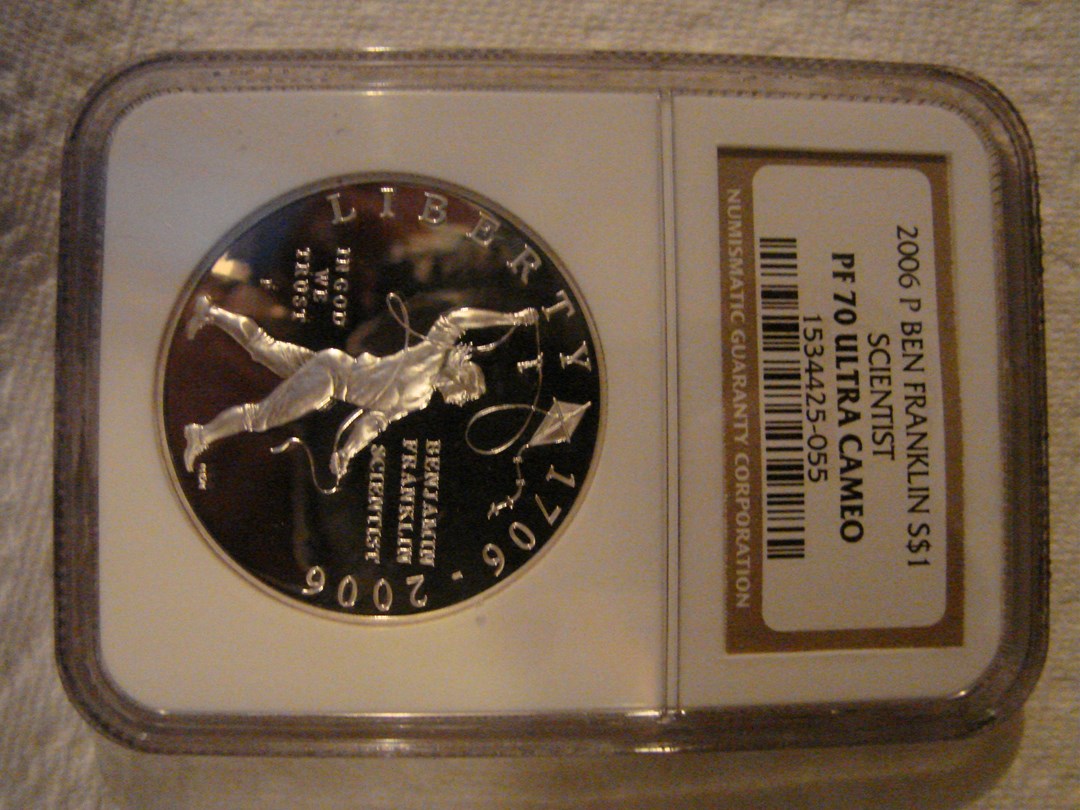 2006 P BEN FRANKLIN S$1
SCIENTIST
PF 70 ULTRA CAMEO
1534425-055
NUMISMATIC GUARANTY CORPORATION
LIBERTY 1706-2006
IN GOD
WE
TRUST
P
BENJAMIN
FRANKLIN
SCIENTIST